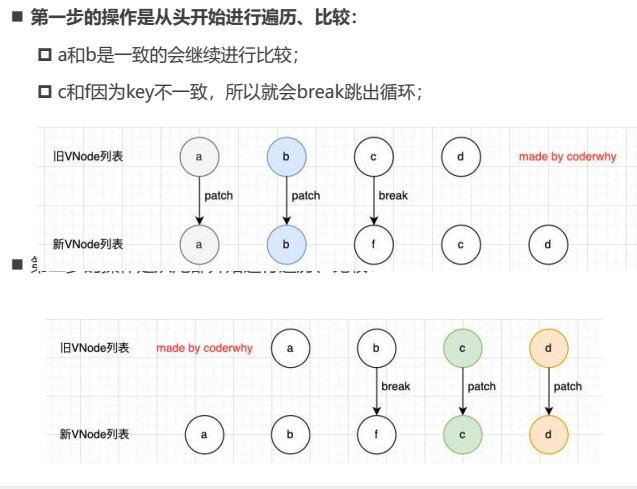 第一步的操作是从头开始进行遍历、比较：
a和b是一致的会继续进行比较；
c和f因为key不一致，所以就会break跳出循环；
旧VNode列表 a b c d made by coderwhy
patch patch break
新VNode列表 a b f c d
旧VNode列表 made by coderwhy a b c d
break patch patch
新VNode列表 a b f c d